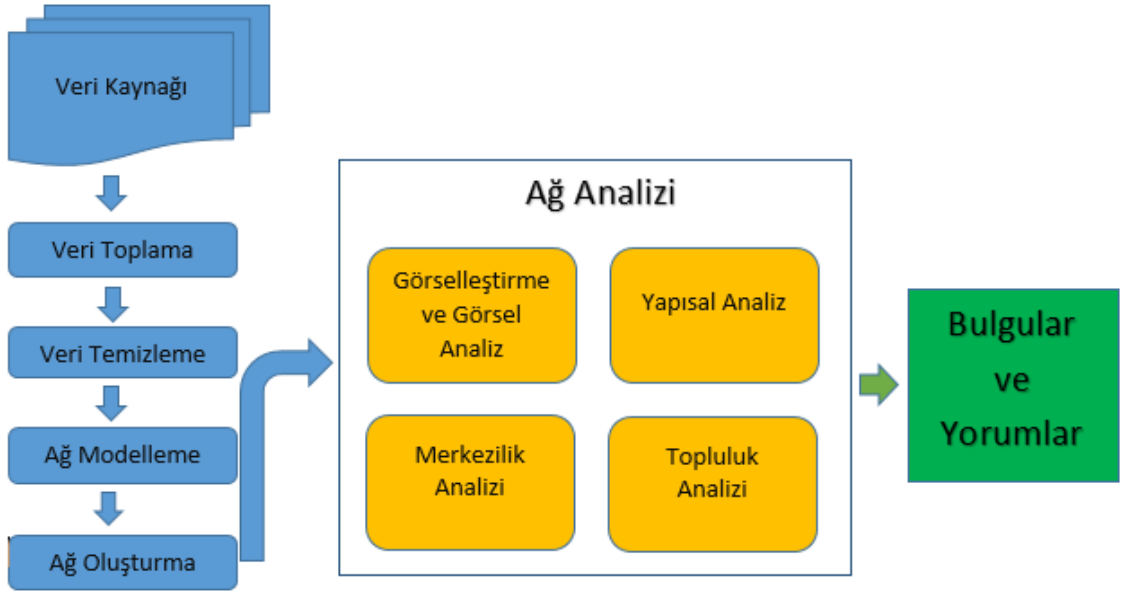 Veri Kaynağı
Veri Toplama
Veri Temizleme
Ağ Modelleme
Ağ Oluşturma
Ağ Analizi
Görselleştirme
ve Görsel
Analiz
Yapısal Analiz
Merkezilik
Analizi
Topluluk
Analizi
Bulgular
ve
Yorumlar